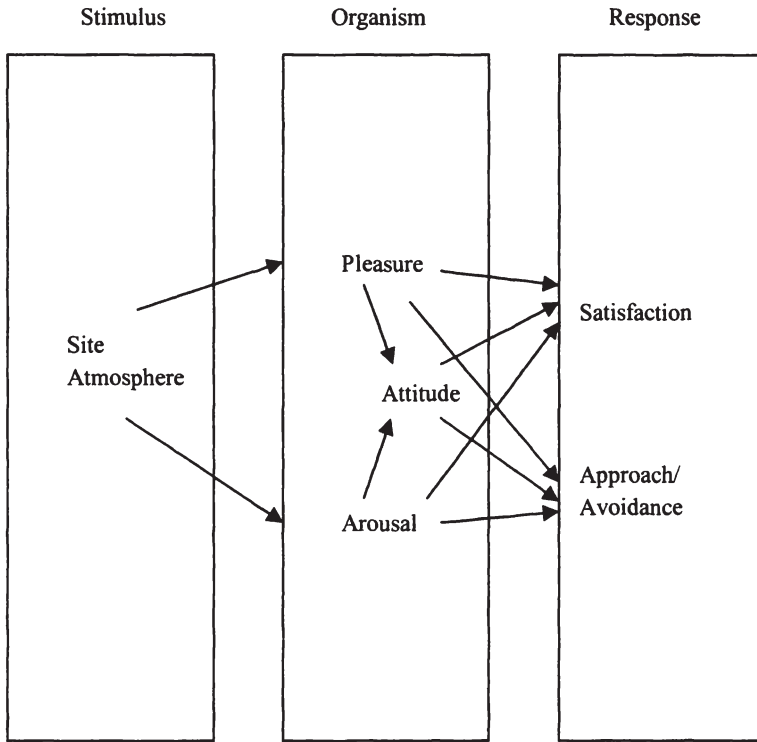 Stimulus
Organism
Response
Pleasure
Satisfaction
Site
Atmosphere
Attitude
Approach/
Avoidance
Arousal